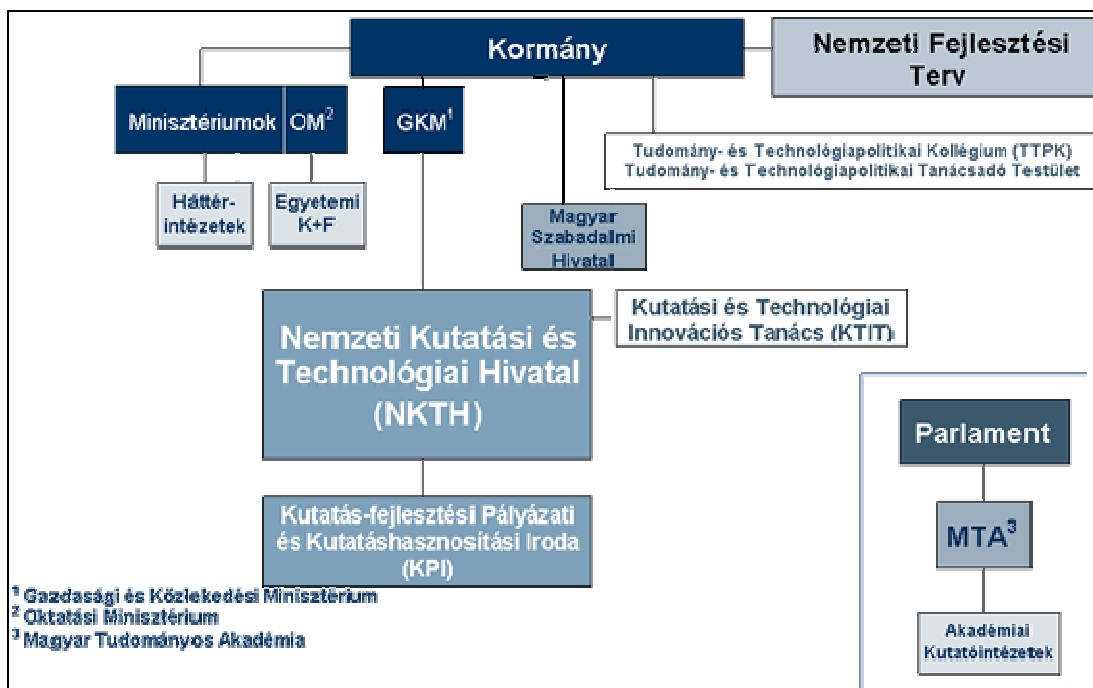 Kormány
Nemzeti Fejlesztési
Terv
Minisztériumok
OM²
GKM¹
Tudomány- és Technológiapolitikai Kollégium (TTPK)
Tudomány- és Technológiapolitikai Tanácsadó Testület
Háttér-
intézetek
Egyetemi
K+F
Magyar
Szabadalmi
Hivatal
Nemzeti Kutatási és
Technológiai Hivatal
(NKTH)
Kutatási és Technológiai
Innovációs Tanács (KTIT)
Kutatás-fejlesztési Pályázati
és Kutatáshasznosítási Iroda
(KPI)
Parlament
MTA³
Akadémiai
Kutatóintézetek
¹ Gazdasági és Közlekedési Minisztérium
² Oktatási Minisztérium
³ Magyar Tudományos Akadémia